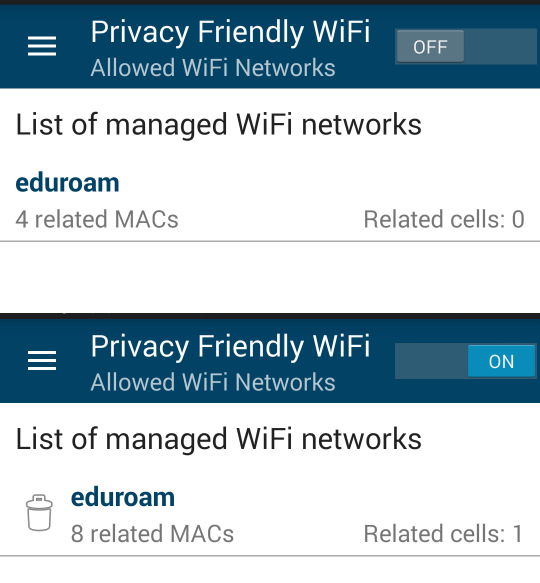 Privacy Friendly WiFi
OFF
Allowed WiFi Networks
List of managed WiFi networks
eduroam
4 related MACs Related cells: 0
Privacy Friendly WiFi
ON
Allowed WiFi Networks
List of managed WiFi networks
eduroam
8 related MACs Related cells: 1